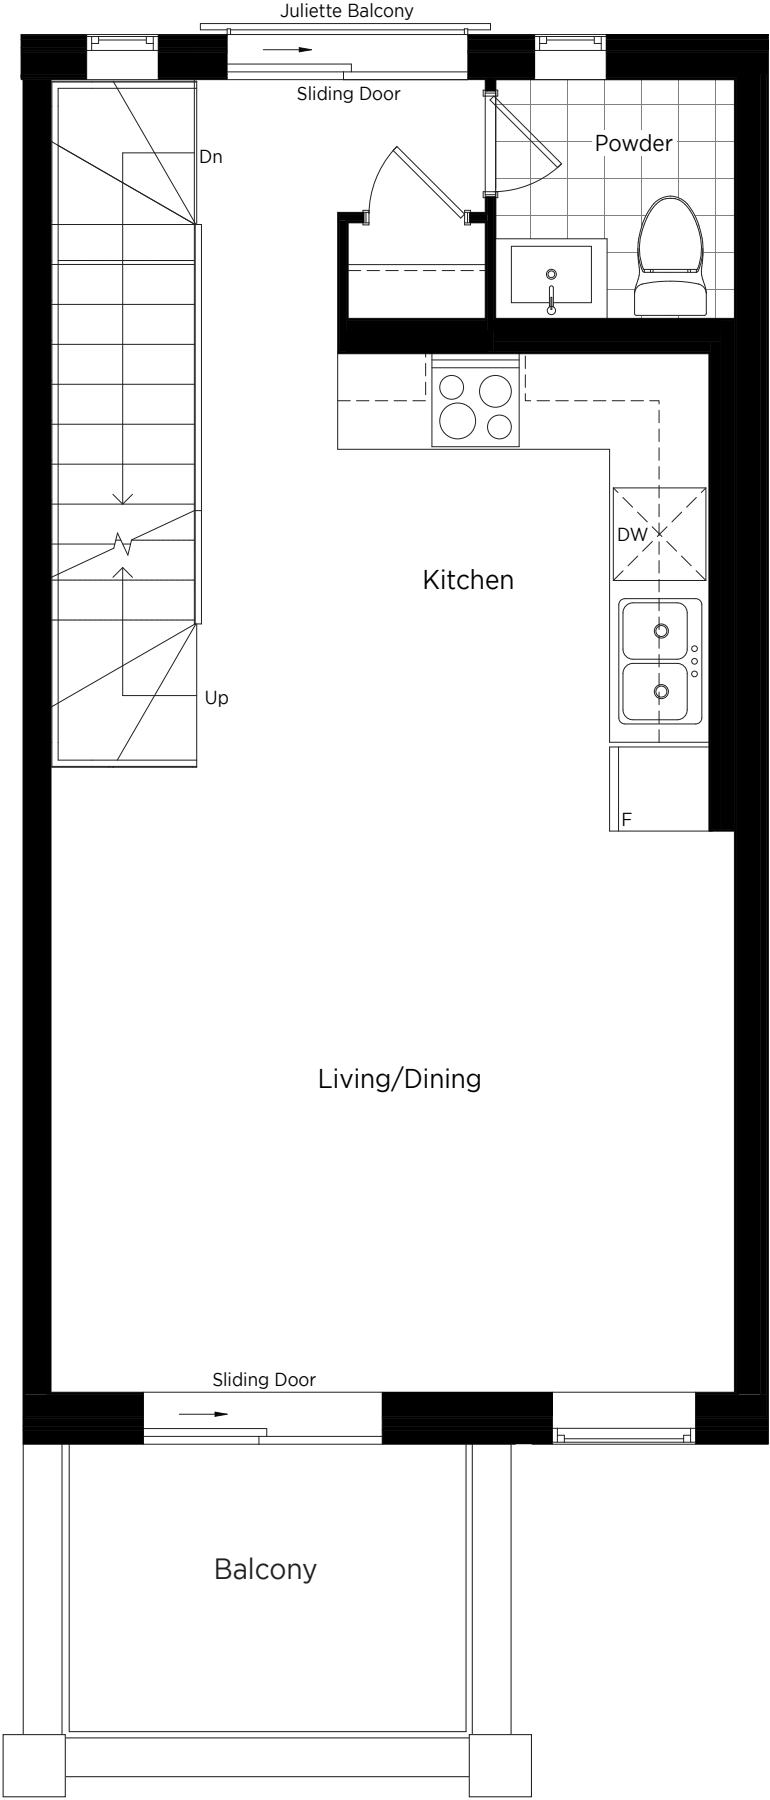 Juliette Balcony
Sliding Door
Powder
Dn
DW
Kitchen
Up
F
Living/Dining
Sliding Door
Balcony